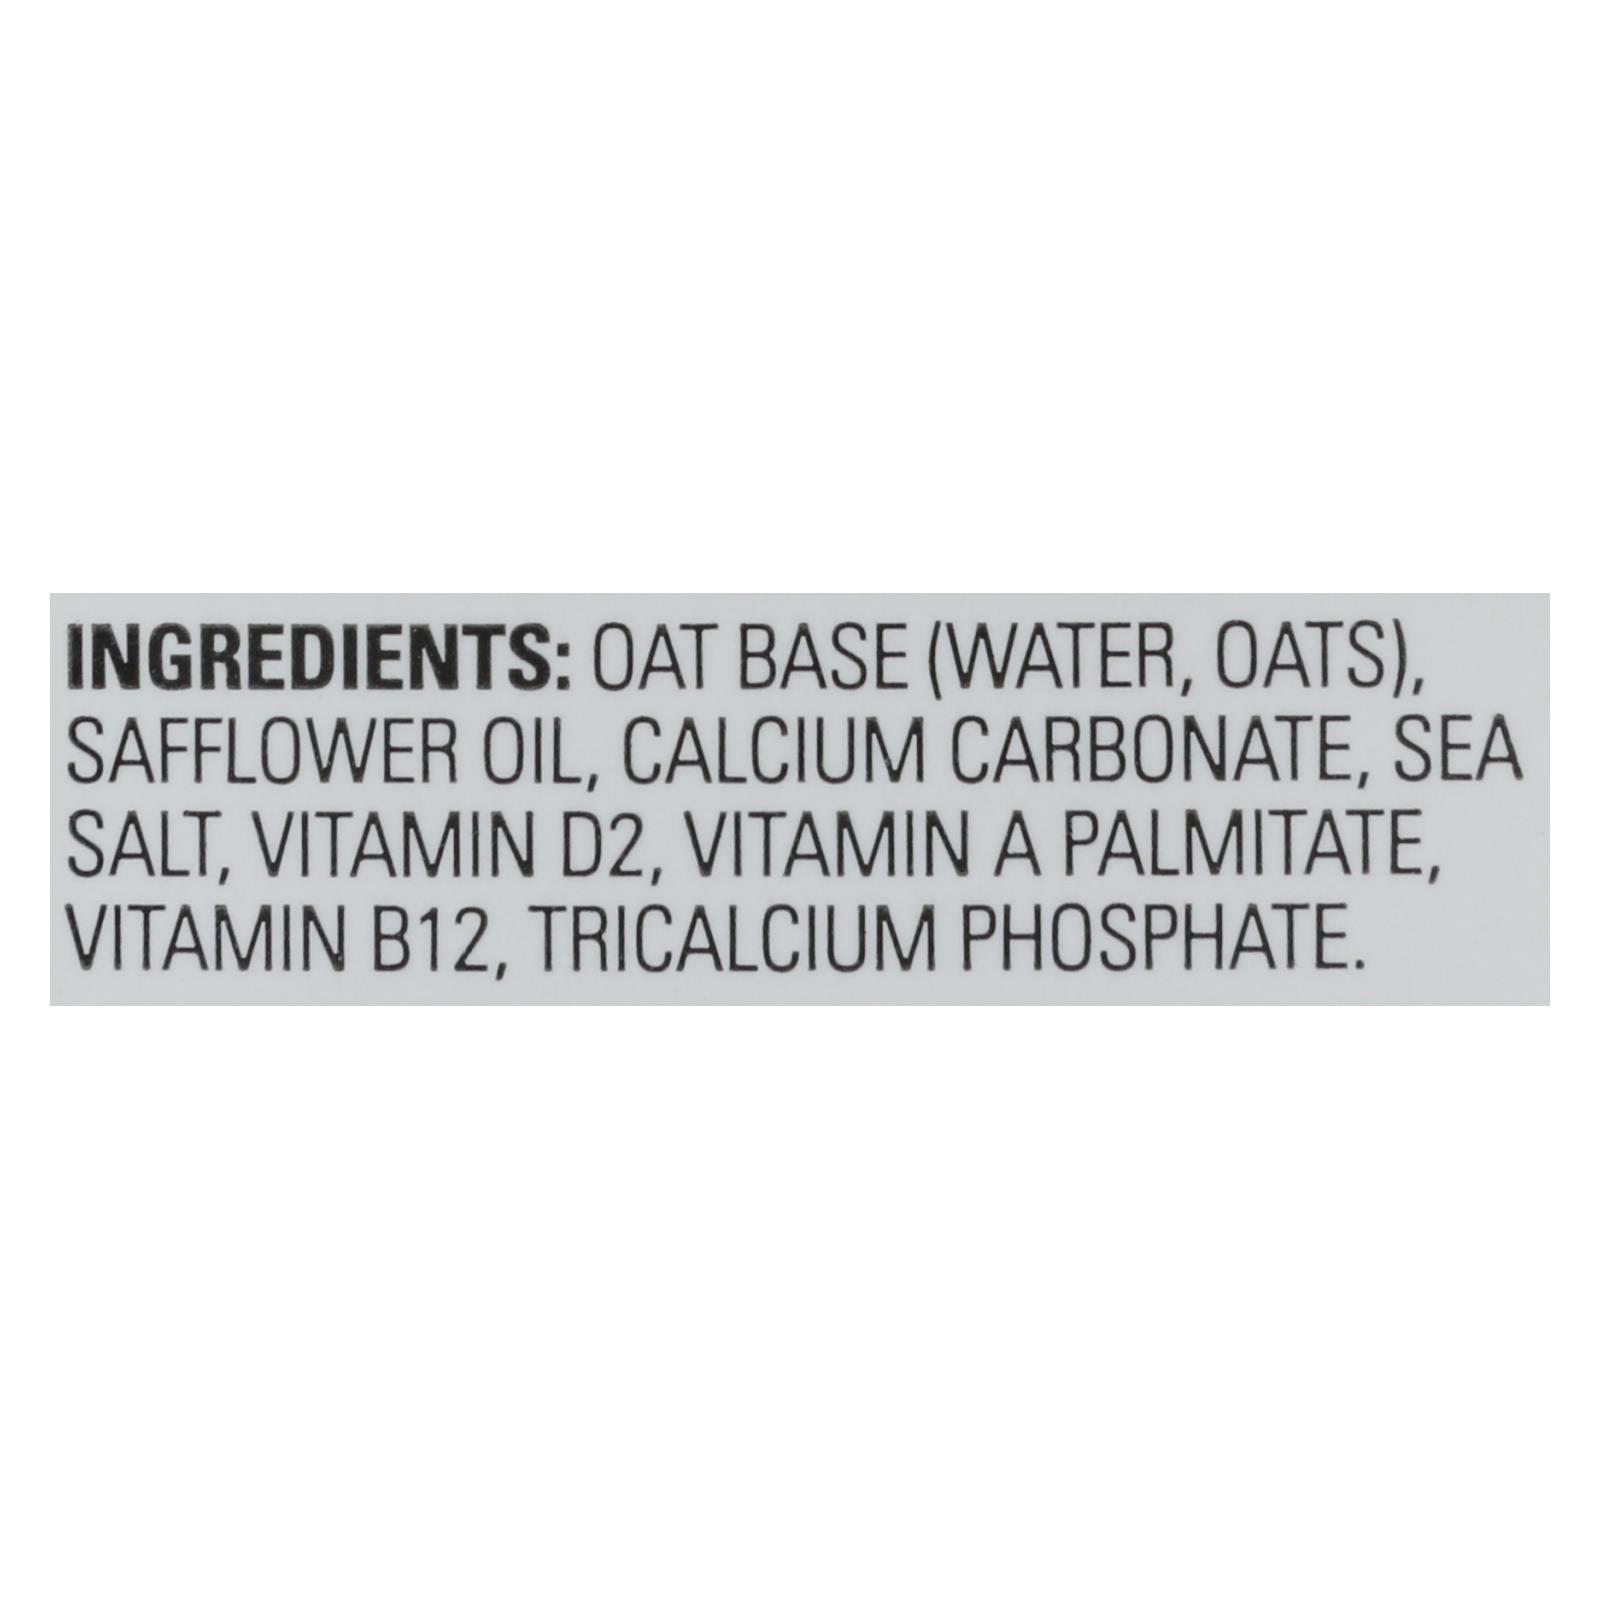 INGREDIENTS: OAT BASE (WATER, OATS),
SAFFLOWER OIL, CALCIUM CARBONATE, SEA
SALT, VITAMIN D2, VITAMIN A PALMITATE,
VITAMIN B12, TRICALCIUM PHOSPHATE.